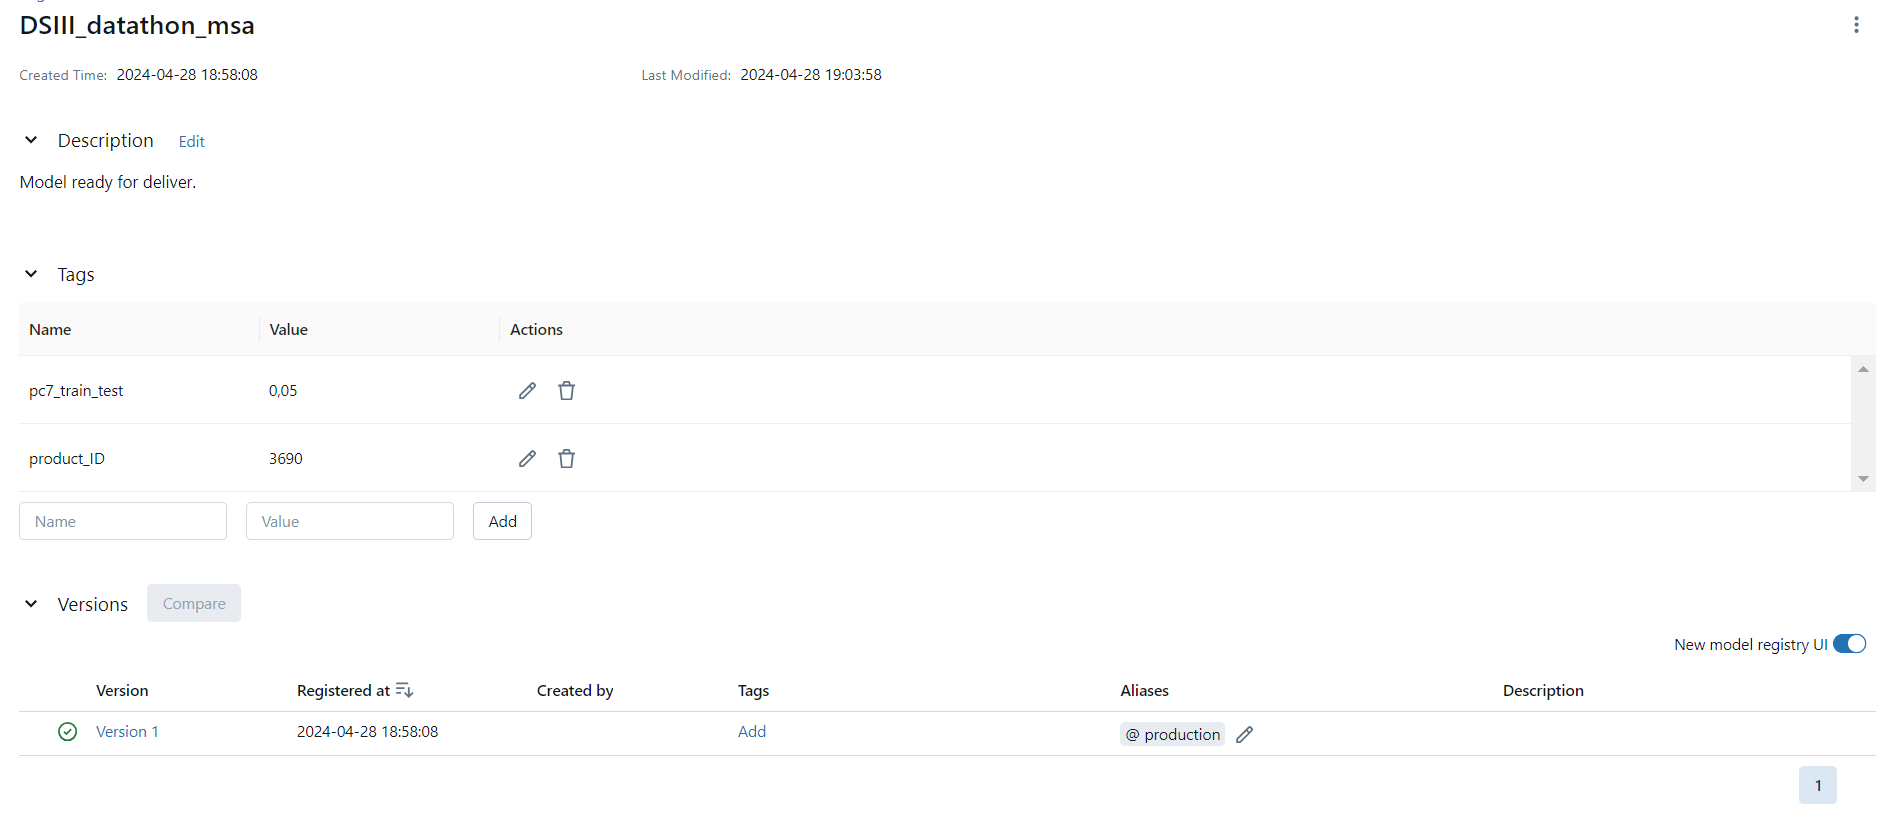 DSIII_datathon_msa
Created Time: 2024-04-28 18:58:08 Last Modified: 2024-04-28 19:03:58
Description Edit
Model ready for deliver.
Tags
Name Value Actions
pc7_train_test 0,05
product_ID 3690
Name Value Add
Versions Compare
New model registry UI
Version Registered at Created by Tags Aliases Description
Version 1 2024-04-28 18:58:08 Add @ production
1